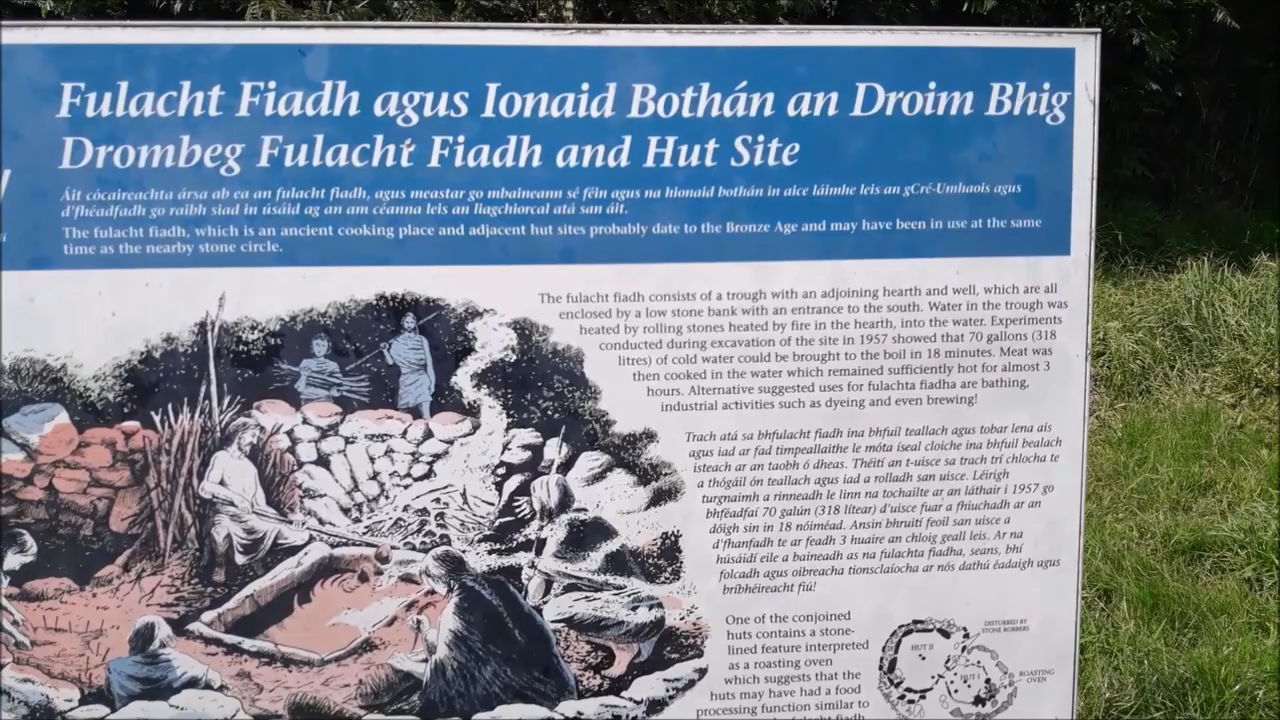 Fulacht Fiadh agus Ionaid Bothán an Droim Bhig
Drombeg Fulacht Fiadh and Hut Site
Áit cócaireachta ársa ab ea an fulacht fiadh, agus meastar go mbaineann sé féin agus na hionaid bothán in aice láimhe leis an gCré-Umhaois agus
d'fhéadfadh go raibh siad in úsáid ag an am céanna leis an liagchiorcal atá san áit.
The fulacht fiadh, which is an ancient cooking place and adjacent hut sites probably date to the Bronze Age and may have been in use at the same
time as the nearby stone circle.
The fulacht fiadh consists of a trough with an adjoining hearth and well, which are all
enclosed by a low stone bank with an entrance to the south. Water in the trough was
heated by rolling stones heated by fire in the hearth, into the water. Experiments
conducted during excavation of the site in 1957 showed that 70 gallons (318
litres) of cold water could be brought to the boil in 18 minutes. Meat was
then cooked in the water which remained sufficiently hot for almost 3
hours. Alternative suggested uses for fulachta fiadha are bathing,
industrial activities such as dyeing and even brewing!
Trach atá sa bhfulacht fiadh ina bhfuil teallach agus tobar lena ais
agus iad ar fad timpeallaithe le móta íseal cloiche ina bhfuil bealach
isteach ar an taobh ó dheas. Théití an t-uisce sa trach trí chlocha te
a thógáil ón teallach agus iad a rolladh san uisce. Léirigh
turgnaimh a rinneadh le linn na tochailte ar an láthair i 1957 go
bhféadfaí 70 galún (318 lítear) d'uisce fuar a fhiuchadh ar an
dóigh sin in 18 nóiméad. Ansin bhruití feoil san uisce a
d'fhanfadh te ar feadh 3 huaire an chloig geall leis. Ar na
húsáidí eile a baineadh as na fulachta fiadha, seans, bhí
folcadh agus oibreacha tionsclaíocha ar nós dathú éadaigh agus
bríbhéireacht fiú!
One of the conjoined
huts contains a stone-
lined feature interpreted
as a roasting oven
which suggests that the
huts may have had a food
processing function similar to
fulacht fiadh
DISTURBED BY
STONE ROBBERS
HUT II
HUT I
ROASTING
OVEN